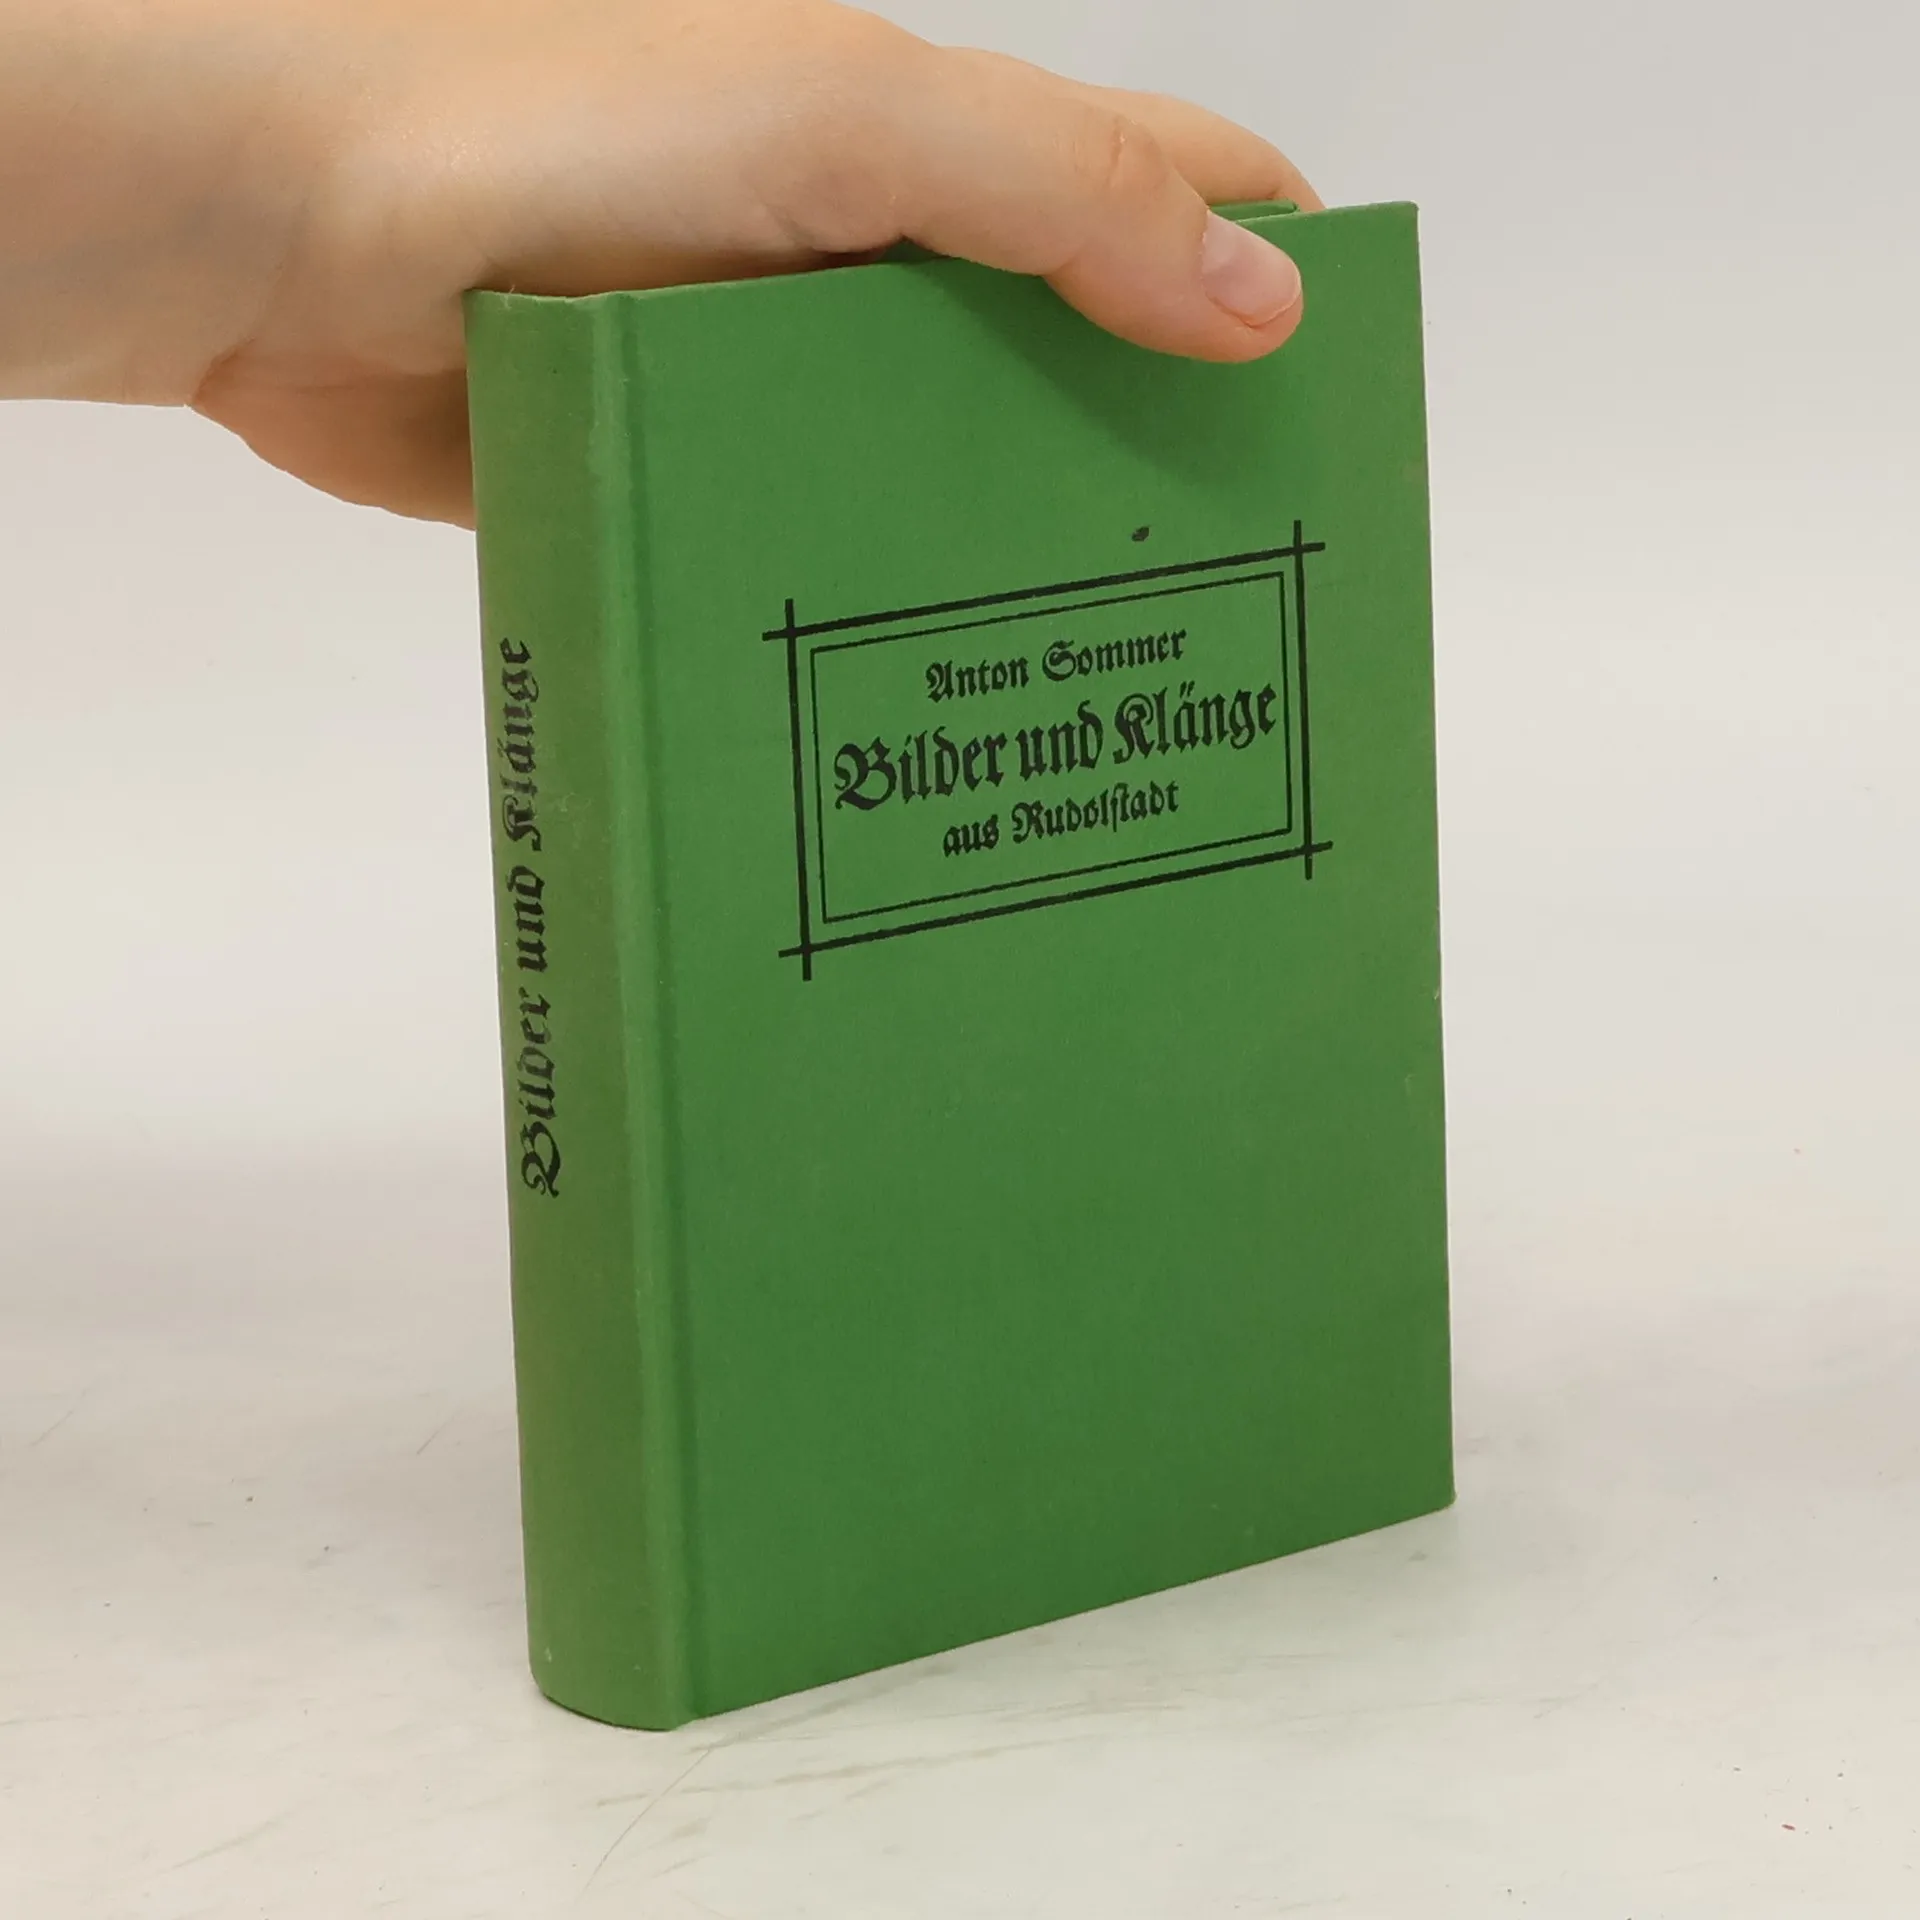 Bilder und Klänge
Anton Sommer
Bilder und Klänge
aus Rudolstadt